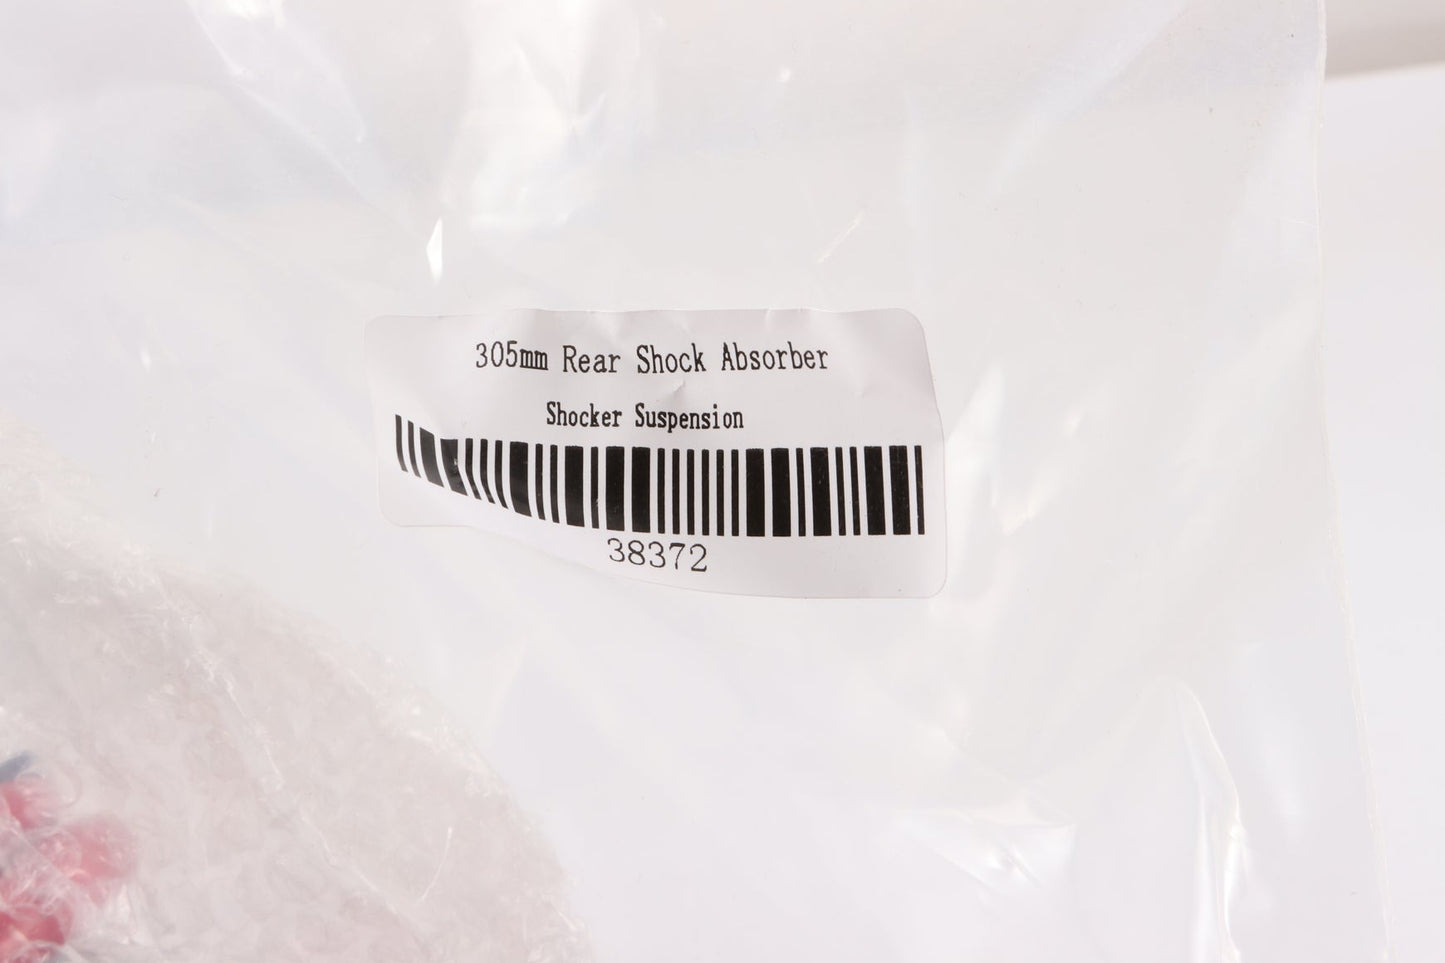 305mm Rear Shock Absorber
Shocker Suspension
38372